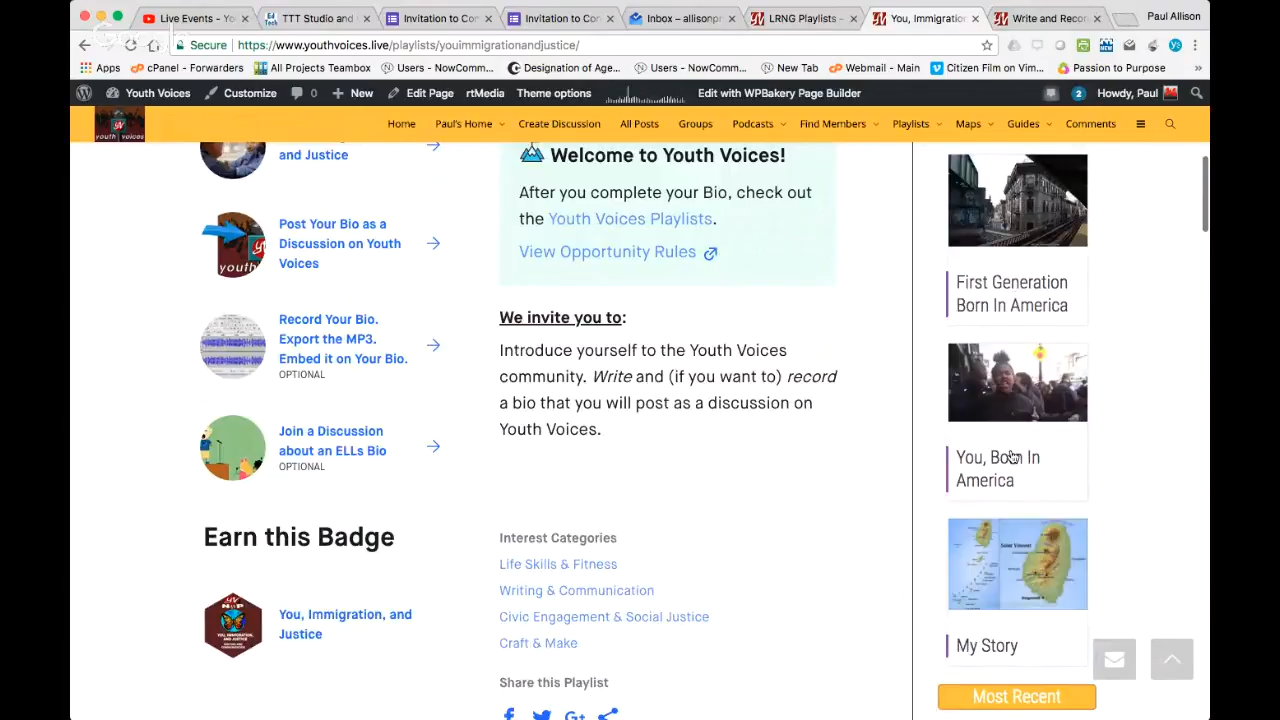 Live Events - Yo
TTT Studio and
Invitation to Con
Invitation to Con
Inbox – allisonpr
LRNG Playlists –
You, Immigration
Write and Recor
Paul Allison
Secure
https://www.youthvoices.live/playlists/youimmigrationandjustice/
Apps
cPanel - Forwarders
All Projects Teambox
Users - NowComm...
Designation of Age...
Users - NowComm...
New Tab
Webmail - Main
Citizen Film on Vim...
Passion to Purpose
Youth Voices
Customize
0
+ New
Edit Page
rtMedia
Theme options
Edit with WPBakery Page Builder
2
Howdy, Paul
youth voices
Home
Paul's Home
Create Discussion
All Posts
Groups
Podcasts
Find Members
Playlists
Maps
Guides
Comments
and Justice
Post Your Bio as a
Discussion on Youth
Voices
Record Your Bio.
Export the MP3.
Embed it on Your Bio.
OPTIONAL
Join a Discussion
about an ELLs Bio
OPTIONAL
Earn this Badge
You, Immigration, and
Justice
Welcome to Youth Voices!
After you complete your Bio, check out
the Youth Voices Playlists.
View Opportunity Rules
We invite you to:
Introduce yourself to the Youth Voices
community. Write and (if you want to) record
a bio that you will post as a discussion on
Youth Voices.
Interest Categories
Life Skills & Fitness
Writing & Communication
Civic Engagement & Social Justice
Craft & Make
Share this Playlist
First Generation
Born In America
You, Born In
America
My Story
Most Recent